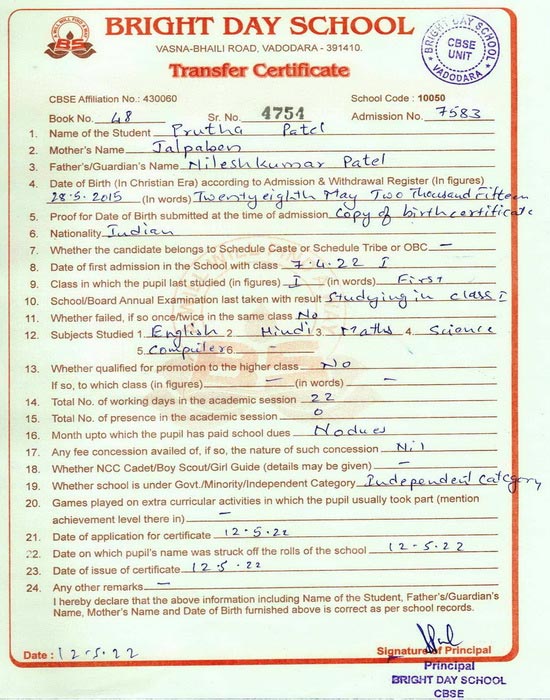 BRIGHT DAY SCHOOL
VASNA-BHAILI ROAD, VADODARA - 391410.
Transfer Certificate
BRIGHT DAY SCHOOL
CBSE
UNIT
VADODARA
BS
CBSE Affiliation No.: 430060 School Code : 10050
Book No. 48 Sr. No. 4754 Admission No. 7583
1. Name of the Student Prutha Patel
2. Mother's Name Jalpaben
3. Father's/Guardian's Name Nileshkumar Patel
4. Date of Birth (In Christian Era) according to Admission & Withdrawal Register (In figures)
28.5.2015 (In words) Twentyeighth May Two Thousand Fifteen
5. Proof for Date of Birth submitted at the time of admission Copy of birth certificate
6. Nationality Indian
7. Whether the candidate belongs to Schedule Caste or Schedule Tribe or OBC —
8. Date of first admission in the School with class 7.4.22 I
9. Class in which the pupil last studied (in figures) I (in words) First
10. School/Board Annual Examination last taken with result Studying in class I
11. Whether failed, if so once/twice in the same class No
12. Subjects Studied 1. English 2 Hindi 3 Maths 4. Science
5. Computer 6. —
13. Whether qualified for promotion to the higher class No
If so, to which class (in figures) — (in words) —
14. Total No. of working days in the academic session 22
15. Total No. of presence in the academic session 0
16. Month upto which the pupil has paid school dues No dues
17. Any fee concession availed of, if so, the nature of such concession Nil
18. Whether NCC Cadet/Boy Scout/Girl Guide (details may be given) —
19. Whether school is under Govt./Minority/Independent Category Independent Category
20. Games played on extra curricular activities in which the pupil usually took part (mention
achievement level there in) —
21. Date of application for certificate 12.5.22
22. Date on which pupil's name was struck off the rolls of the school 12-5.22
23. Date of issue of certificate 12.5.22
24. Any other remarks —
I hereby declare that the above information including Name of the Student, Father's/Guardian's
Name, Mother's Name and Date of Birth furnished above is correct as per school records.
Date : 12.5.22 Signature of Principal
Principal
BRIGHT DAY SCHOOL
CBSE